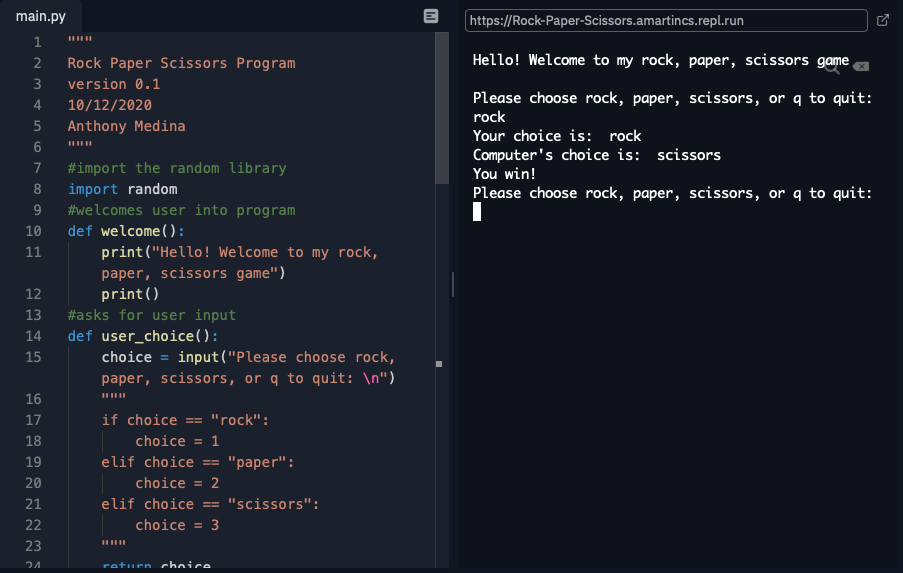 main.py
1 """
2 Rock Paper Scissors Program
3 version 0.1
4 10/12/2020
5 Anthony Medina
6 """
7 #import the random library
8 import random
9 #welcomes user into program
10 def welcome():
11 print("Hello! Welcome to my rock,
paper, scissors game")
12 print()
13 #asks for user input
14 def user_choice():
15 choice = input("Please choose rock,
paper, scissors, or q to quit: \n")
16 """
17 if choice == "rock":
18 choice = 1
19 elif choice == "paper":
20 choice = 2
21 elif choice == "scissors":
22 choice = 3
23 """
24 return choice
https://Rock-Paper-Scissors.amartincs.repl.run
Hello! Welcome to my rock, paper, scissors game
Please choose rock, paper, scissors, or q to quit:
rock
Your choice is:  rock
Computer's choice is:  scissors
You win!
Please choose rock, paper, scissors, or q to quit: